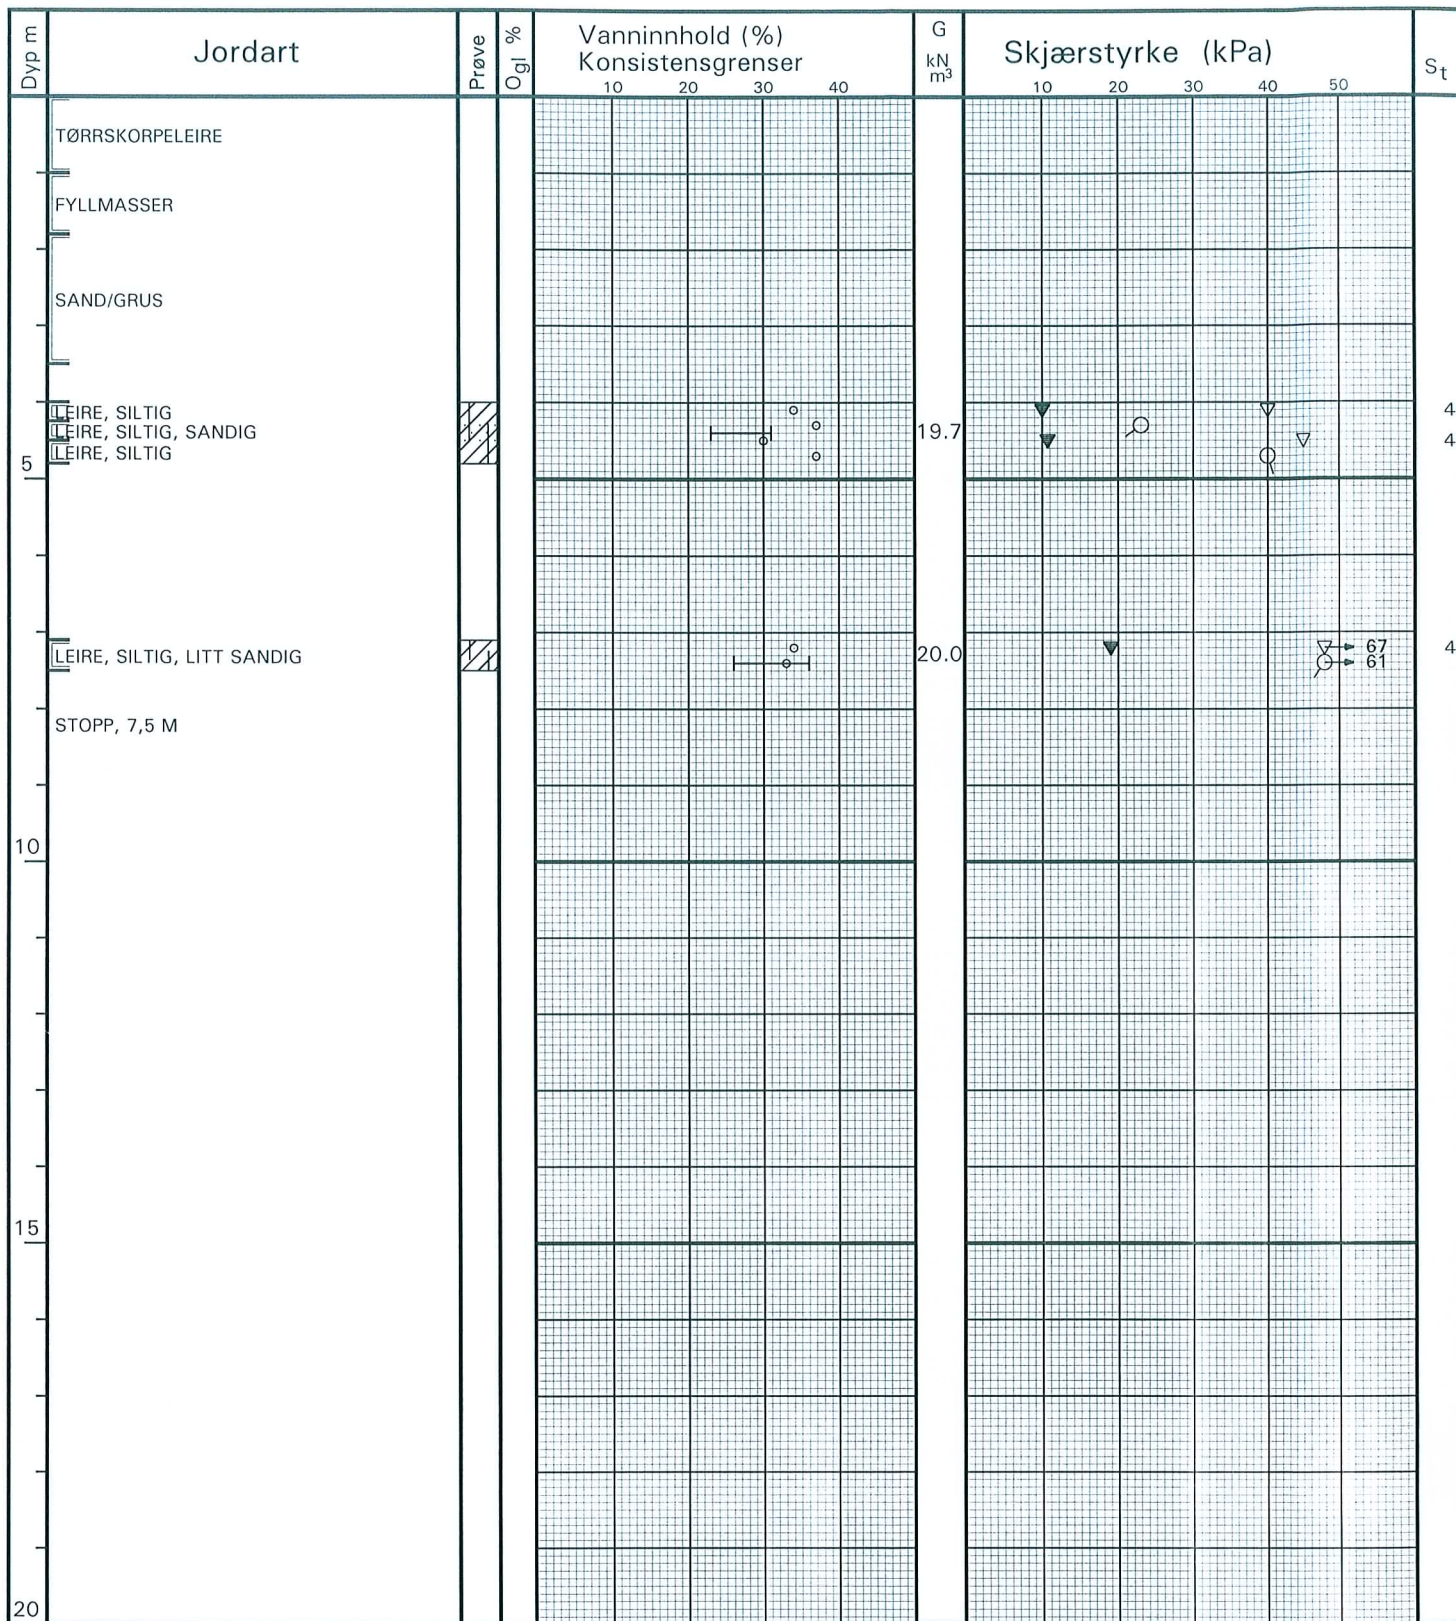 Dyp m
Jordart
Prøve
Ogl %
Vanninnhold (%)
Konsistensgrenser
10 20 30 40
G
kN
m³
Skjærstyrke (kPa)
10 20 30 40 50
St
TØRRSKORPELEIRE
FYLLMASSER
SAND/GRUS
LEIRE, SILTIG
4
LEIRE, SILTIG, SANDIG
19.7
4
LEIRE, SILTIG
5
LEIRE, SILTIG, LITT SANDIG
20.0
67
4
61
STOPP, 7,5 M
10
15
20